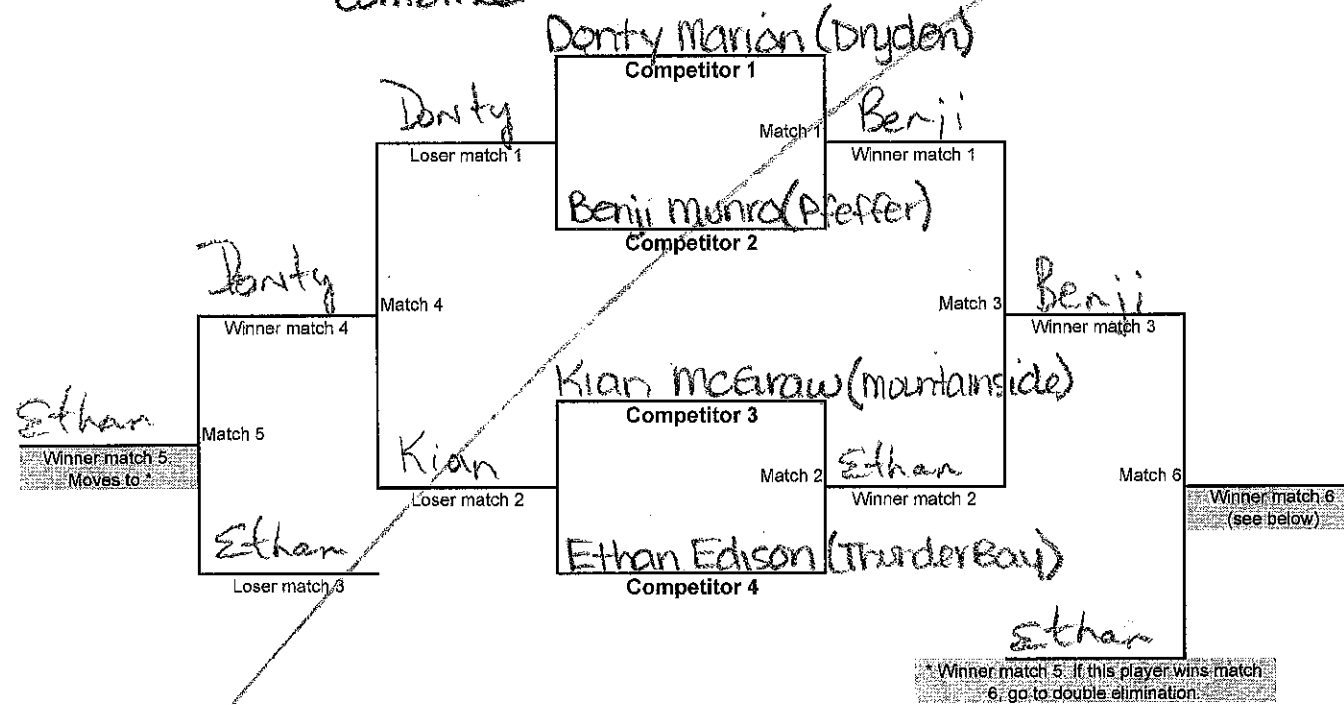 Donty Marion (Dryden)
Competitor 1
Donty
Loser match 1
Match 1
Benji
Winner match 1
Benji Munro (Pfeffer)
Competitor 2
Donty
Winner match 4
Match 4
Match 3
Benji
Winner match 3
Kian McGraw (mountainside)
Competitor 3
Ethan
Winner match 5.
Moves to *
Match 5
Kian
Loser match 2
Match 2
Ethan
Winner match 2
Match 6
Winner match 6
(see below)
Ethan
Loser match 3
Ethan Edison (ThunderBay)
Competitor 4
Ethan
* Winner match 5. If this player wins match
6, go to double elimination.